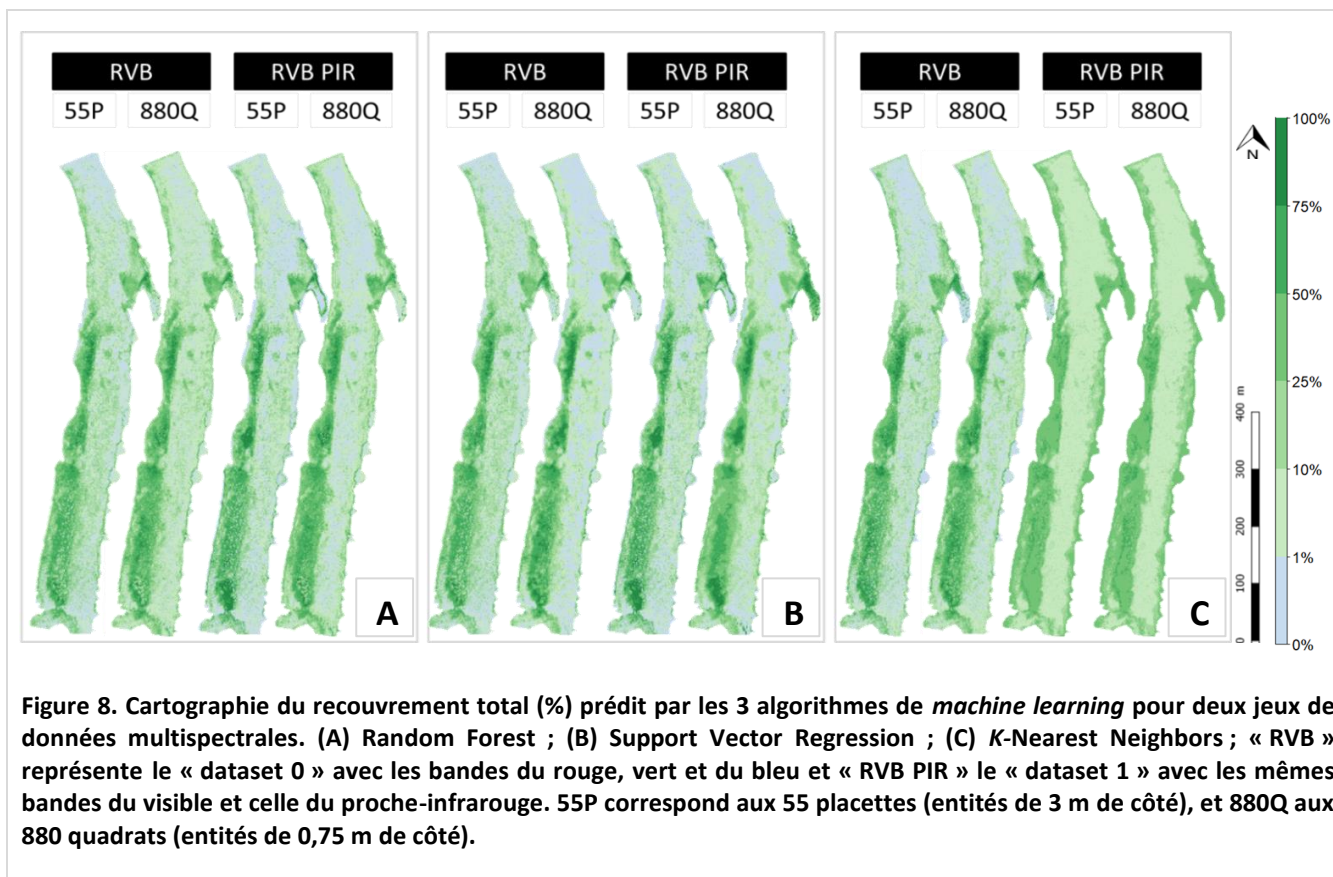 RVB RVB PIR
55P 880Q 55P 880Q
A
RVB RVB PIR
55P 880Q 55P 880Q
B
RVB RVB PIR
55P 880Q 55P 880Q
C
N
400 m
300
200
100
0
100%
75%
50%
25%
10%
1%
0%
Figure 8. Cartographie du recouvrement total (%) prédit par les 3 algorithmes de machine learning pour deux jeux de
données multispectrales. (A) Random Forest ; (B) Support Vector Regression ; (C) K-Nearest Neighbors ; « RVB »
représente le « dataset 0 » avec les bandes du rouge, vert et du bleu et « RVB PIR » le « dataset 1 » avec les mêmes
bandes du visible et celle du proche-infrarouge. 55P correspond aux 55 placettes (entités de 3 m de côté), et 880Q aux
880 quadrats (entités de 0,75 m de côté).